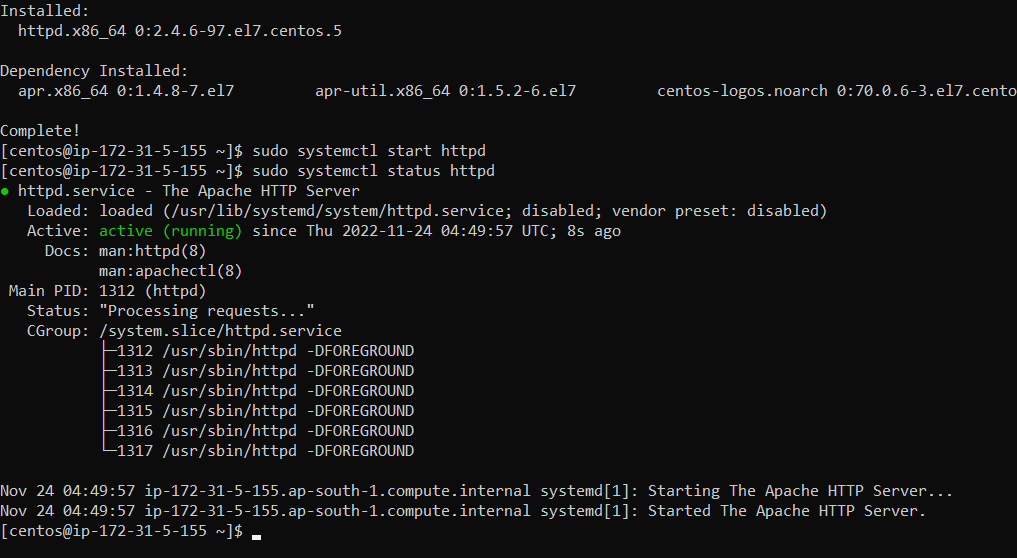 Installed:
httpd.x86_64 0:2.4.6-97.el7.centos.5
Dependency Installed:
apr.x86_64 0:1.4.8-7.el7 apr-util.x86_64 0:1.5.2-6.el7 centos-logos.noarch 0:70.0.6-3.el7.cento
Complete!
[centos@ip-172-31-5-155 ~]$ sudo systemctl start httpd
[centos@ip-172-31-5-155 ~]$ sudo systemctl status httpd
● httpd.service - The Apache HTTP Server
Loaded: loaded (/usr/lib/systemd/system/httpd.service; disabled; vendor preset: disabled)
Active: active (running) since Thu 2022-11-24 04:49:57 UTC; 8s ago
Docs: man:httpd(8)
man:apachectl(8)
Main PID: 1312 (httpd)
Status: "Processing requests..."
CGroup: /system.slice/httpd.service
├─1312 /usr/sbin/httpd -DFOREGROUND
├─1313 /usr/sbin/httpd -DFOREGROUND
├─1314 /usr/sbin/httpd -DFOREGROUND
├─1315 /usr/sbin/httpd -DFOREGROUND
├─1316 /usr/sbin/httpd -DFOREGROUND
└─1317 /usr/sbin/httpd -DFOREGROUND
Nov 24 04:49:57 ip-172-31-5-155.ap-south-1.compute.internal systemd[1]: Starting The Apache HTTP Server...
Nov 24 04:49:57 ip-172-31-5-155.ap-south-1.compute.internal systemd[1]: Started The Apache HTTP Server.
[centos@ip-172-31-5-155 ~]$